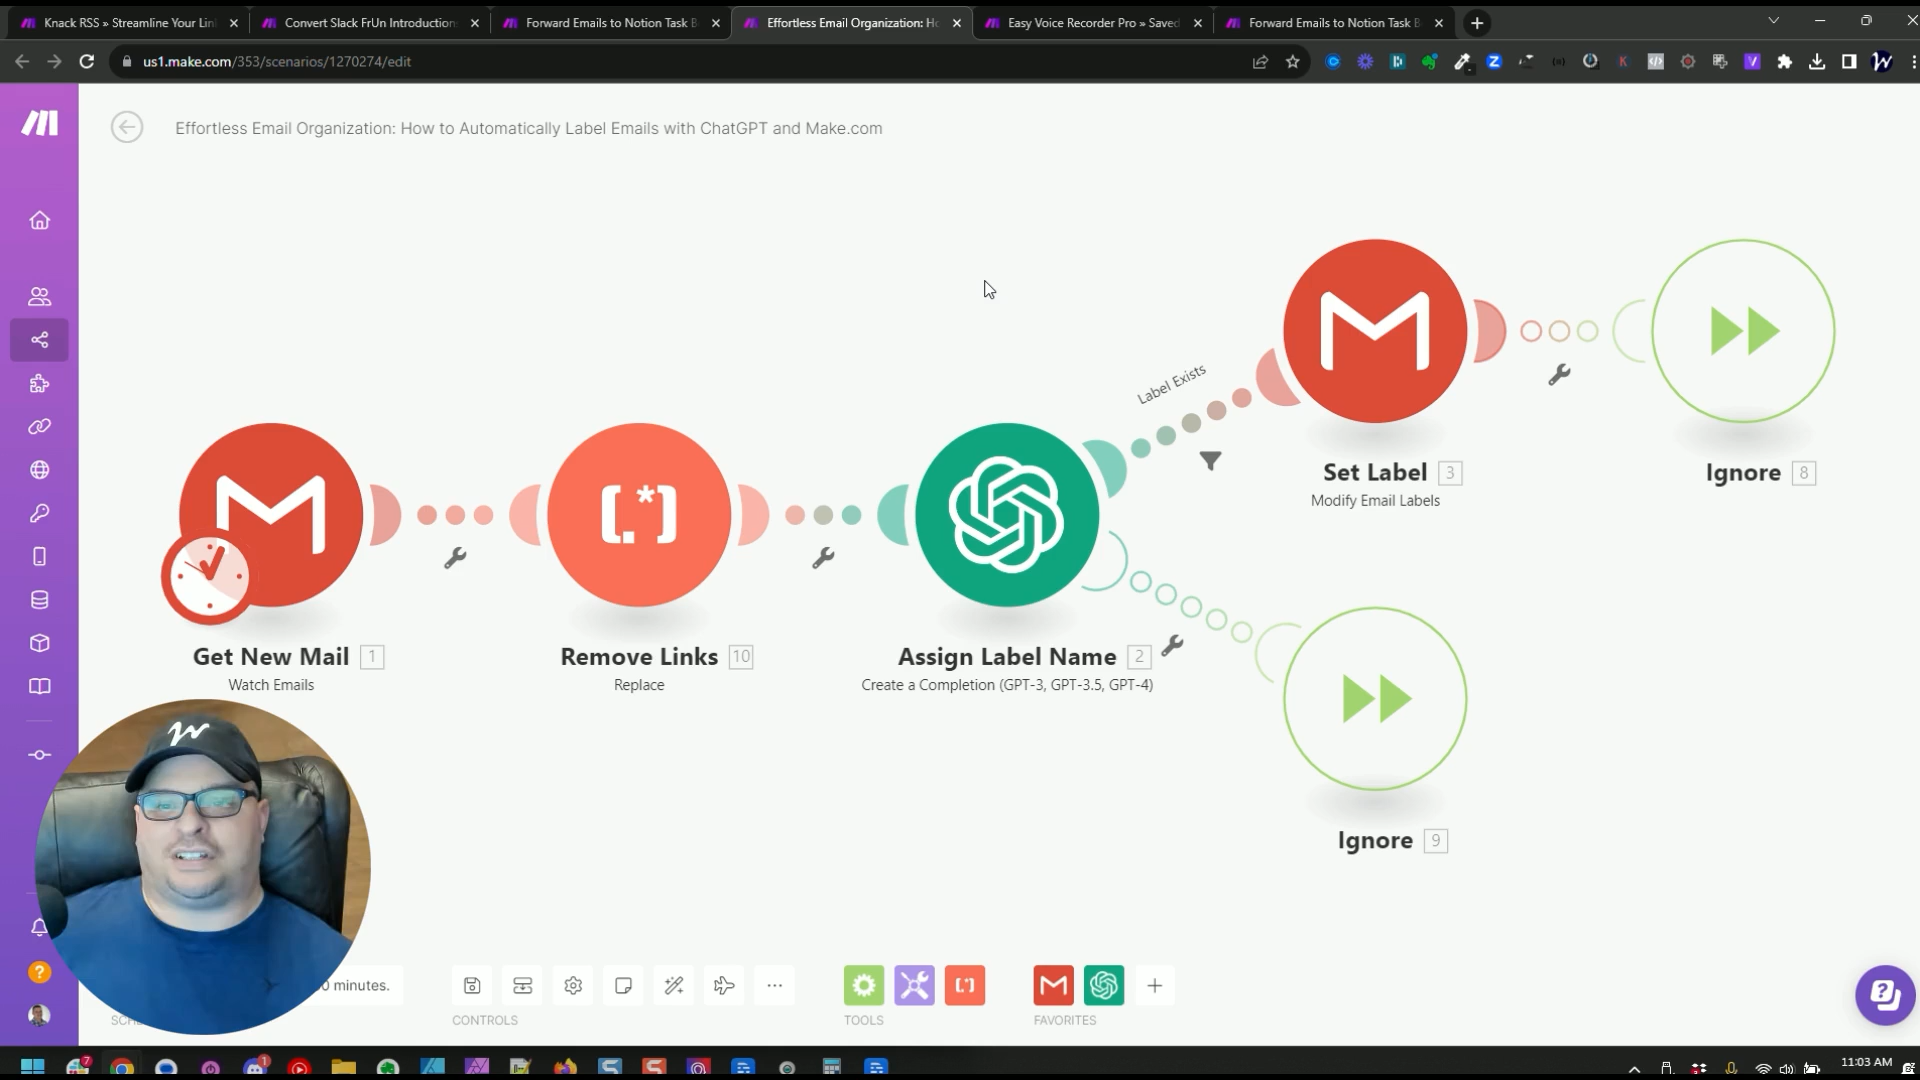 Knack RSS » Streamline Your Lin
Convert Slack FrUn Introduction
Forward Emails to Notion Task B
Effortless Email Organization: Ho
Easy Voice Recorder Pro » Saved
Forward Emails to Notion Task B
us1.make.com/353/scenarios/1270274/edit
Effortless Email Organization: How to Automatically Label Emails with ChatGPT and Make.com
Label Exists
Set Label 3
Modify Email Labels
Ignore 8
Get New Mail 1
Watch Emails
Remove Links 10
Replace
Assign Label Name 2
Create a Completion (GPT-3, GPT-3.5, GPT-4)
Ignore 9
0 minutes.
CONTROLS
TOOLS
FAVORITES
11:03 AM